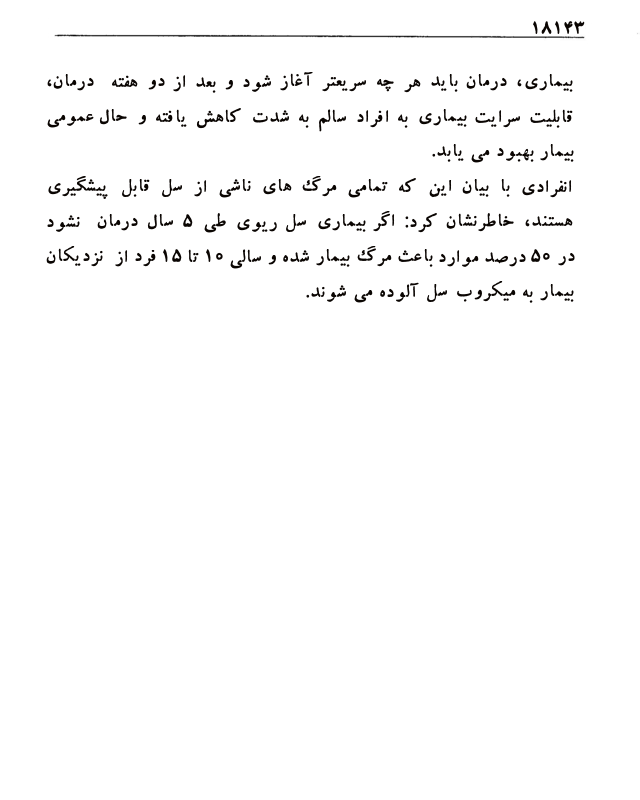 ۱۸۱۴۳
بیماری، درمان باید هر چه سریعتر آغاز شود و بعد از دو هفته درمان،
قابلیت سرایت بیماری به افراد سالم به شدت کاهش یافته و حال عمومی
بیمار بهبود می یابد.
انفرادی با بیان این که تمامی مرگ های ناشی از سل قابل پیشگیری
هستند، خاطرنشان کرد: اگر بیماری سل ریوی طی ۵ سال درمان نشود
در ۵۰ درصد موارد باعث مرگ بیمار شده و سالی ۱۰ تا ۱۵ فرد از نزدیکان
بیمار به میکروب سل آلوده می شوند.